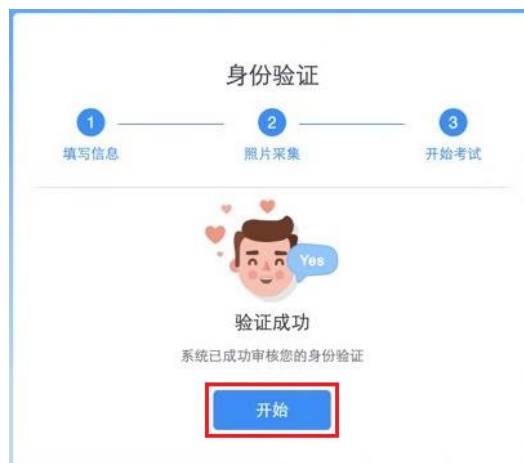 身份验证
1 2 3
填写信息 照片采集 开始考试
Yes
验证成功
系统已成功审核您的身份验证
开始